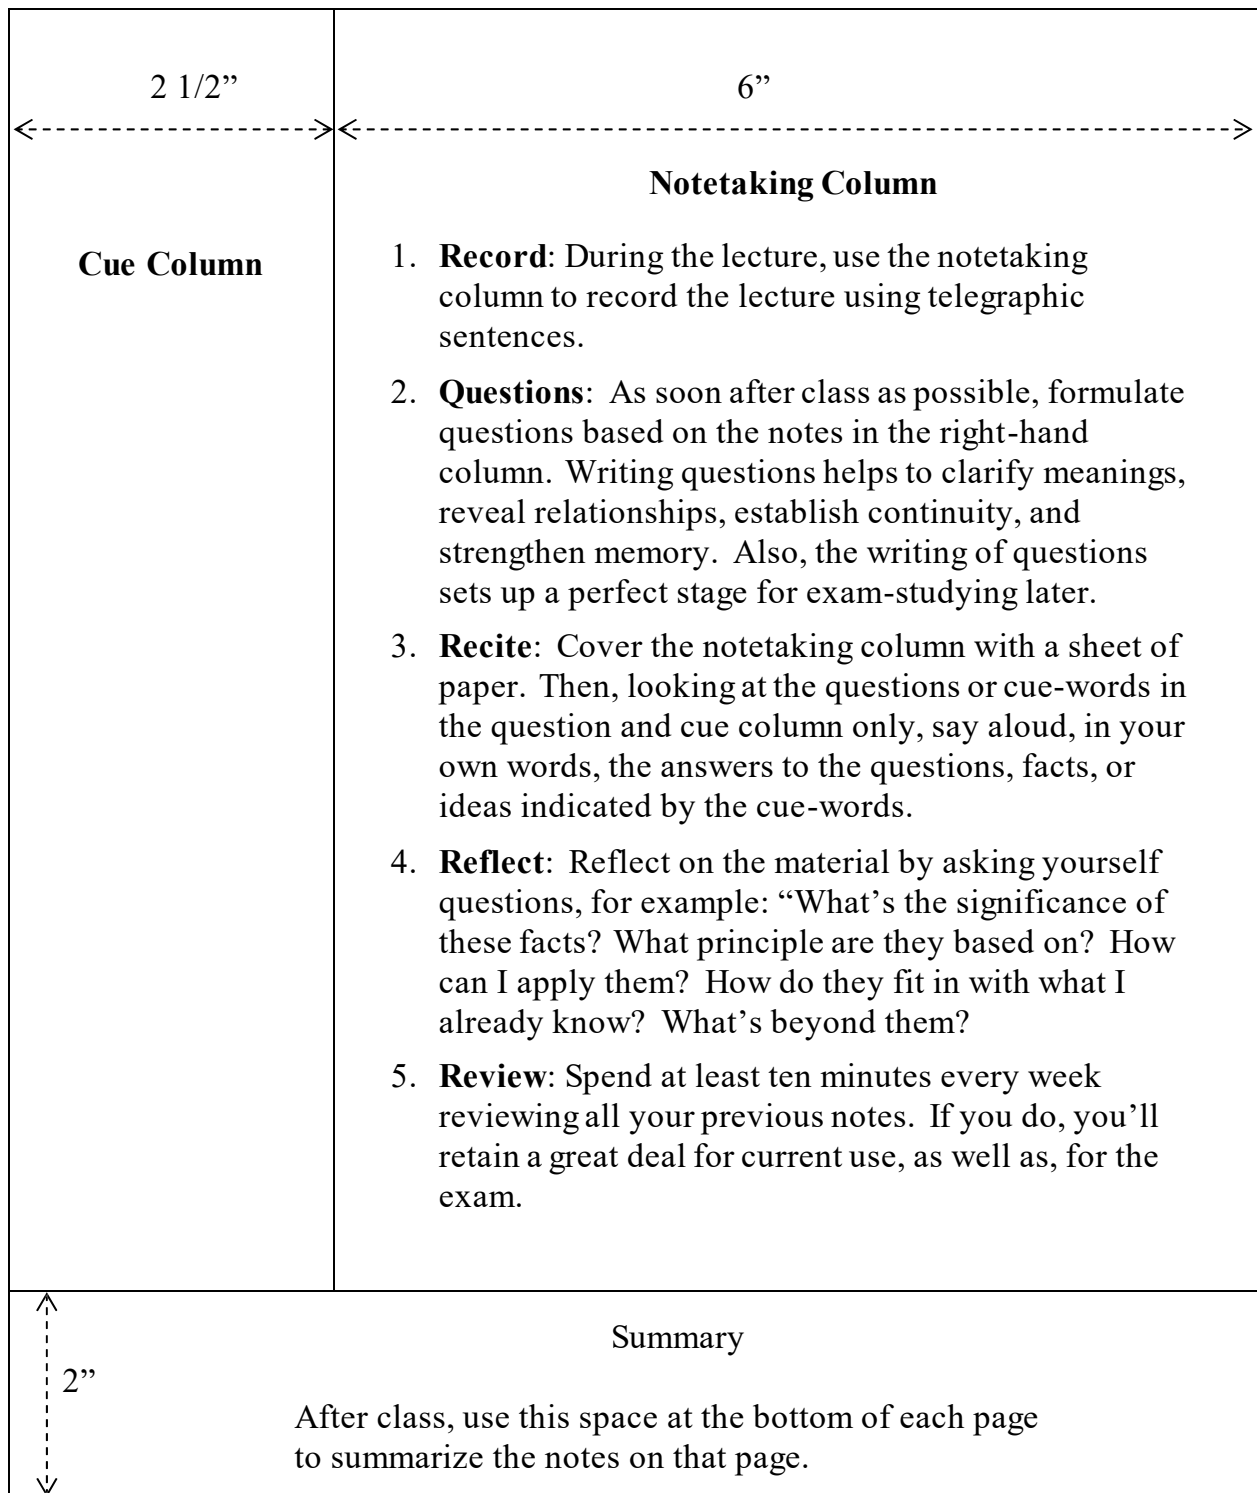 2 1/2”
6”
Notetaking Column
Cue Column
1. Record: During the lecture, use the notetaking
column to record the lecture using telegraphic
sentences.
2. Questions: As soon after class as possible, formulate
questions based on the notes in the right-hand
column. Writing questions helps to clarify meanings,
reveal relationships, establish continuity, and
strengthen memory. Also, the writing of questions
sets up a perfect stage for exam-studying later.
3. Recite: Cover the notetaking column with a sheet of
paper. Then, looking at the questions or cue-words in
the question and cue column only, say aloud, in your
own words, the answers to the questions, facts, or
ideas indicated by the cue-words.
4. Reflect: Reflect on the material by asking yourself
questions, for example: “What’s the significance of
these facts? What principle are they based on? How
can I apply them? How do they fit in with what I
already know? What’s beyond them?
5. Review: Spend at least ten minutes every week
reviewing all your previous notes. If you do, you’ll
retain a great deal for current use, as well as, for the
exam.
Summary
2”
After class, use this space at the bottom of each page
to summarize the notes on that page.